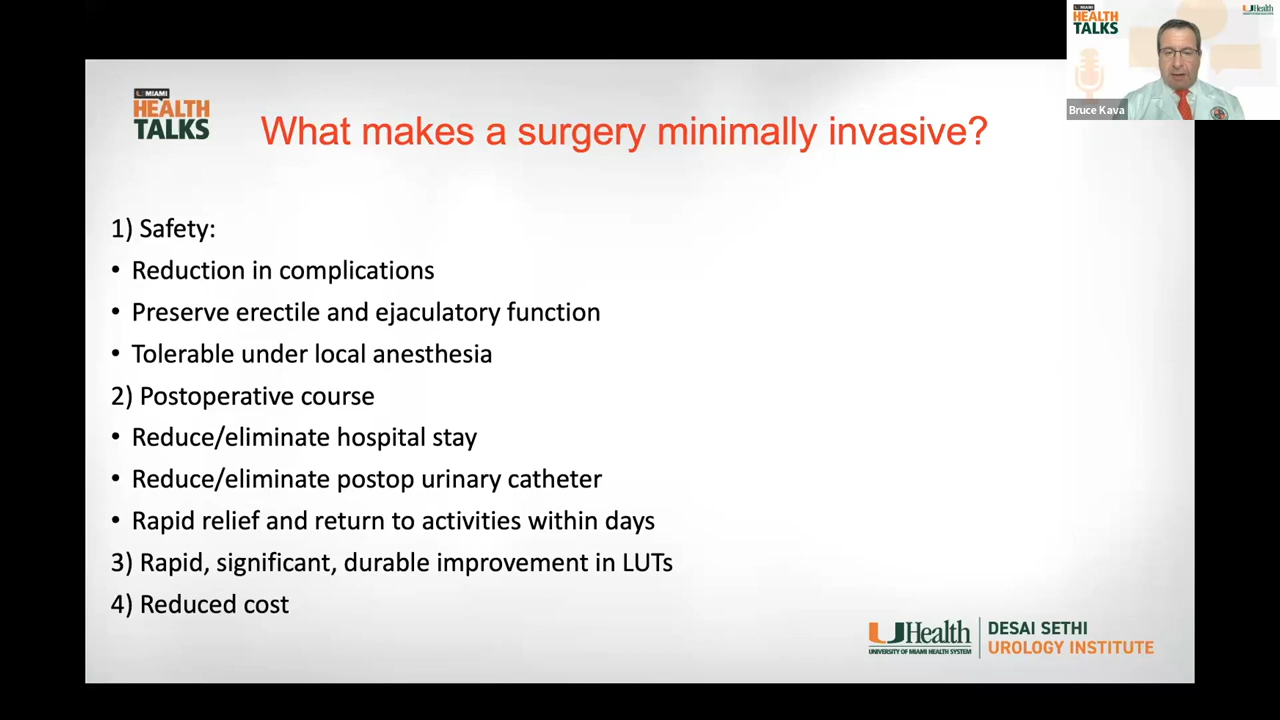 U MIAMI
HEALTH
TALKS
UHealth
Bruce Kava
U MIAMI
HEALTH
TALKS
What makes a surgery minimally invasive?
1) Safety:
• Reduction in complications
• Preserve erectile and ejaculatory function
• Tolerable under local anesthesia
2) Postoperative course
• Reduce/eliminate hospital stay
• Reduce/eliminate postop urinary catheter
• Rapid relief and return to activities within days
3) Rapid, significant, durable improvement in LUTs
4) Reduced cost
UHealth
UNIVERSITY OF MIAMI HEALTH SYSTEM
DESAI SETHI
UROLOGY INSTITUTE